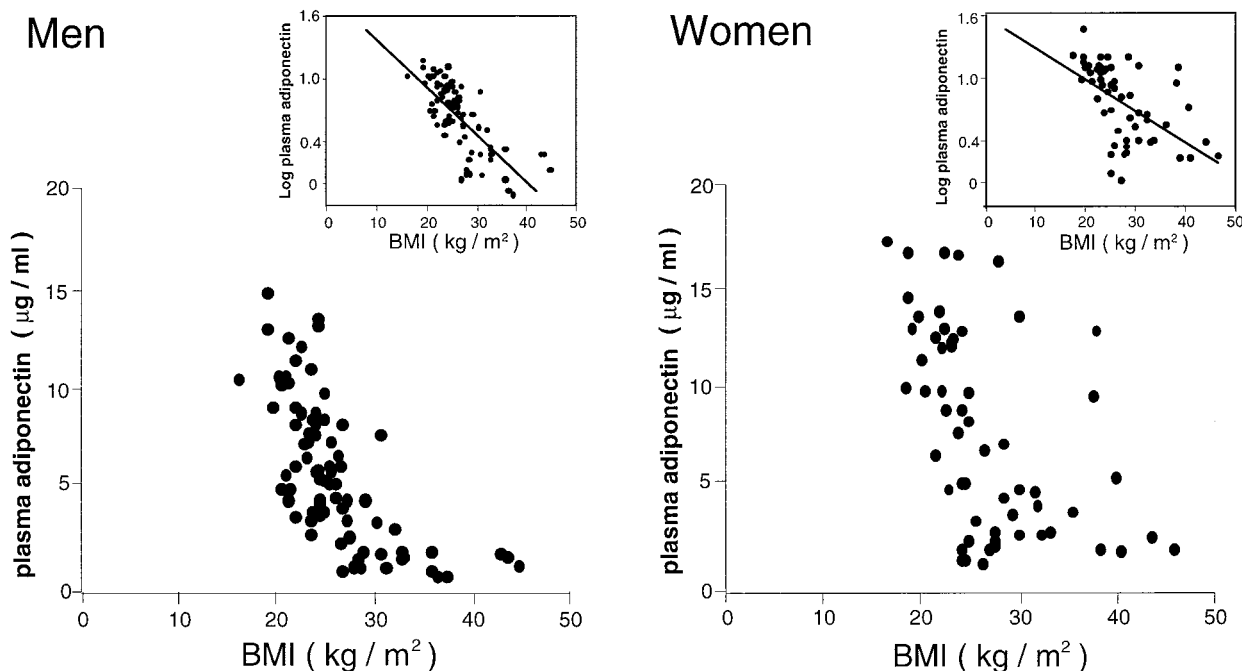 Men
Log plasma adiponectin
1.6
1.0
0.4
0
0 10 20 30 40 50
BMI ( kg / m²)
plasma adiponectin ( μg / ml)
20
15
10
5
0
0 10 20 30 40 50
BMI ( kg / m²)
Women
Log plasma adiponectin
1.6
1.0
0.4
0
0 10 20 30 40 50
BMI ( kg / m²)
plasma adiponectin ( μg / ml)
20
15
10
5
0
0 10 20 30 40 50
BMI ( kg / m²)